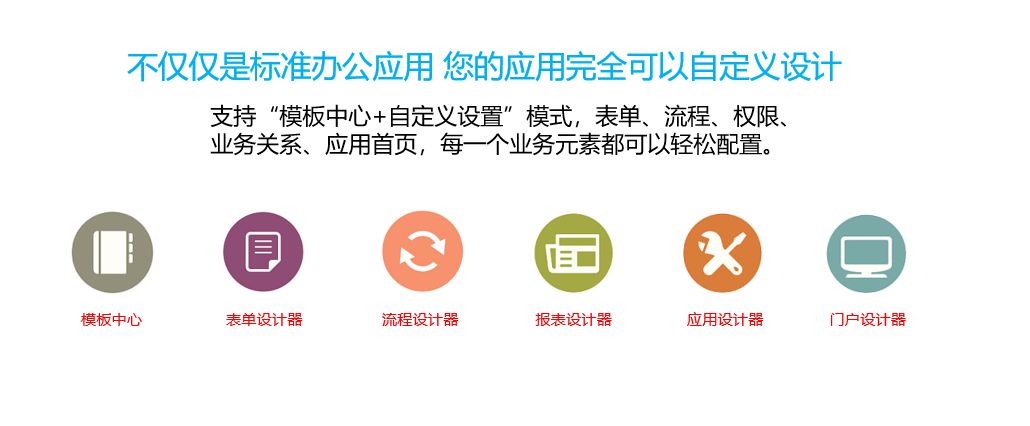 不仅仅是标准办公应用 您的应用完全可以自定义设计
支持“模板中心+自定义设置”模式，表单、流程、权限、
业务关系、应用首页，每一个业务元素都可以轻松配置。
模板中心 表单设计器 流程设计器 报表设计器 应用设计器 门户设计器